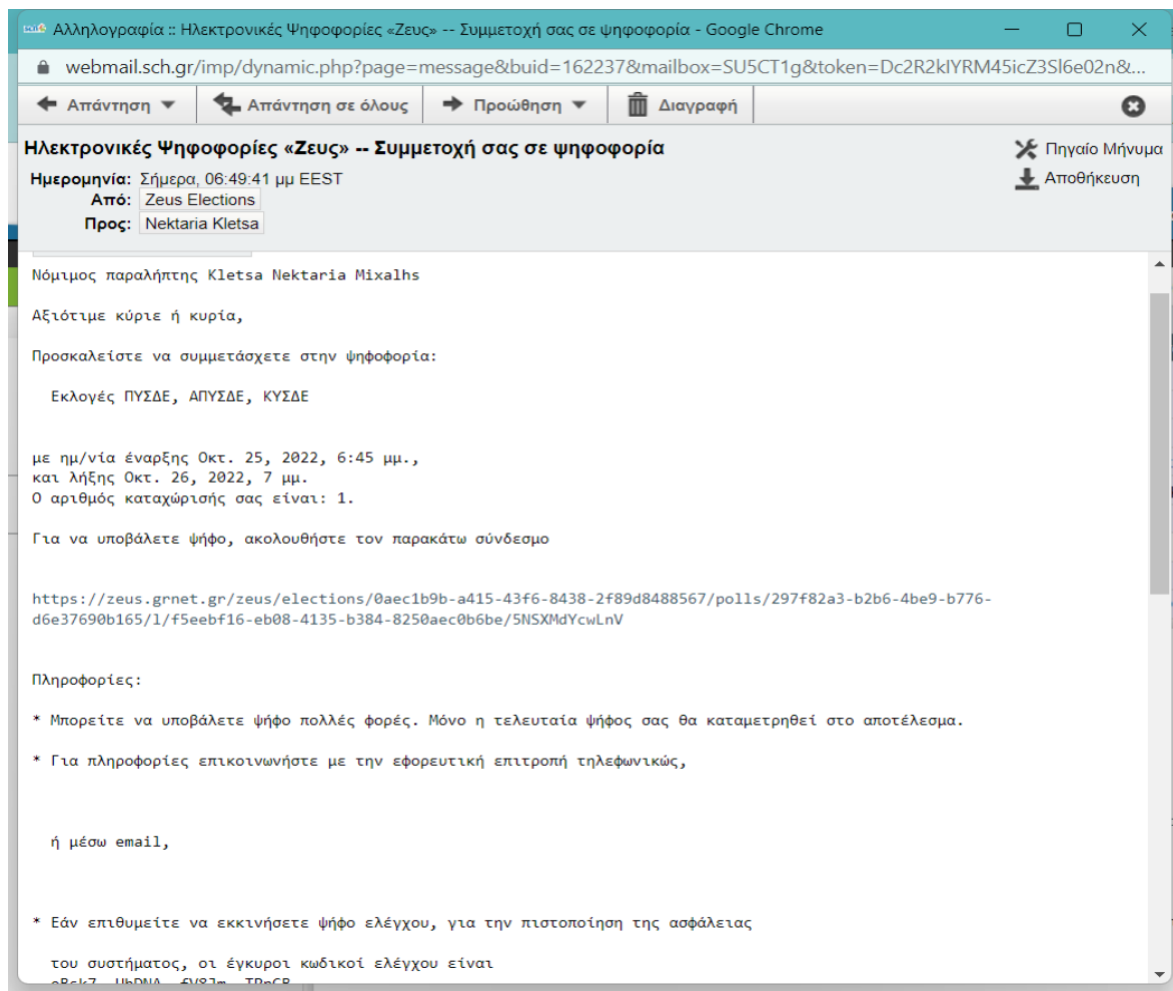 Αλληλογραφία :: Ηλεκτρονικές Ψηφοφορίες «Ζευς» -- Συμμετοχή σας σε ψηφοφορία - Google Chrome
webmail.sch.gr/imp/dynamic.php?page=message&buid=162237&mailbox=SU5CT1g&token=Dc2R2kIYRM45icZ3Sl6e02n&...
Απάντηση Απάντηση σε όλους Προώθηση Διαγραφή
Ηλεκτρονικές Ψηφοφορίες «Ζευς» -- Συμμετοχή σας σε ψηφοφορία
Πηγαίο Μήνυμα
Ημερομηνία: Σήμερα, 06:49:41 μμ EEST
Αποθήκευση
Από: Zeus Elections
Προς: Nektaria Kletsa
Νόμιμος παραλήπτης Kletsa Nektaria Mixalhs
Αξιότιμε κύριε ή κυρία,
Προσκαλείστε να συμμετάσχετε στην ψηφοφορία:
Εκλογές ΠΥΣΔΕ, ΑΠΥΣΔΕ, ΚΥΣΔΕ
με ημ/νία έναρξης Οκτ. 25, 2022, 6:45 μμ.,
και λήξης Οκτ. 26, 2022, 7 μμ.
Ο αριθμός καταχώρισής σας είναι: 1.
Για να υποβάλετε ψήφο, ακολουθήστε τον παρακάτω σύνδεσμο
https://zeus.grnet.gr/zeus/elections/0aec1b9b-a415-43f6-8438-2f89d8488567/polls/297f82a3-b2b6-4be9-b776-
d6e37690b165/l/f5eebf16-eb08-4135-b384-8250aec0b6be/5NSXMdYcwLnV
Πληροφορίες:
* Μπορείτε να υποβάλετε ψήφο πολλές φορές. Μόνο η τελευταία ψήφος σας θα καταμετρηθεί στο αποτέλεσμα.
* Για πληροφορίες επικοινωνήστε με την εφορευτική επιτροπή τηλεφωνικώς,
ή μέσω email,
* Εάν επιθυμείτε να εκκινήσετε ψήφο ελέγχου, για την πιστοποίηση της ασφάλειας
του συστήματος, οι έγκυροι κωδικοί ελέγχου είναι